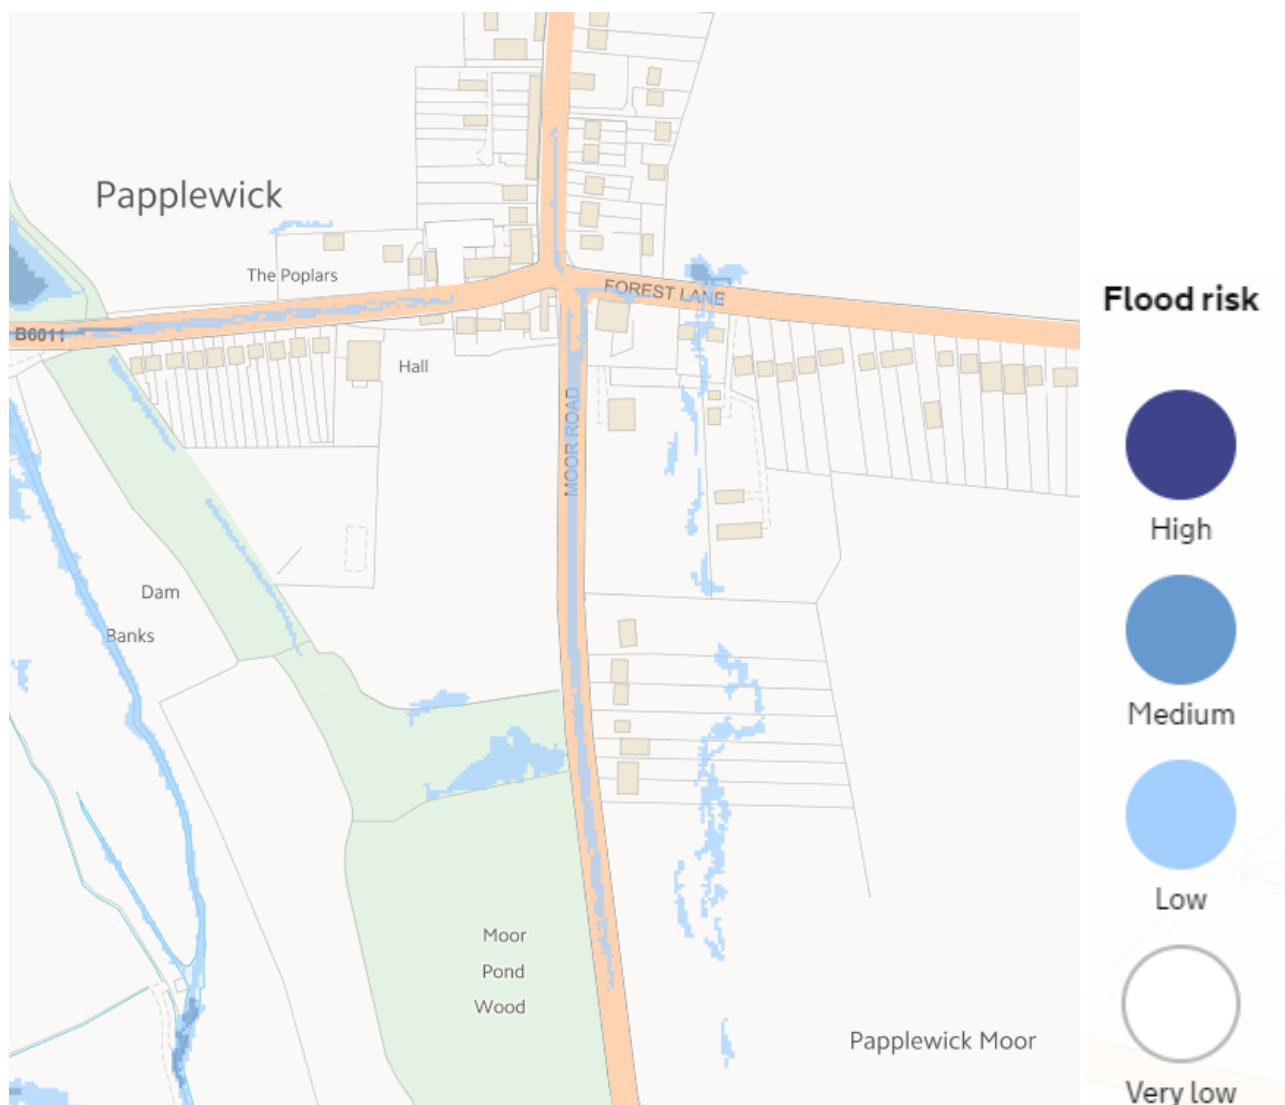 Papplewick
The Poplars
FOREST LANE
B6011
Hall
MOOR ROAD
Dam
Banks
Moor
Pond
Wood
Papplewick Moor
Flood risk
High
Medium
Low
Very low